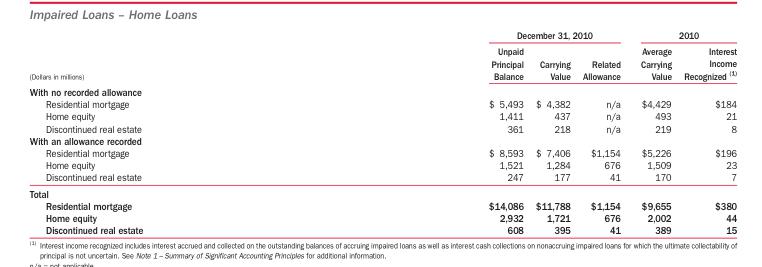 Impaired Loans – Home Loans
December 31, 2010 2010
Unpaid Average Interest
Principal Carrying Related Carrying Income
(Dollars in millions) Balance Value Allowance Value Recognized (1)
With no recorded allowance
Residential mortgage $ 5,493 $ 4,382 n/a $4,429 $184
Home equity 1,411 437 n/a 493 21
Discontinued real estate 361 218 n/a 219 8
With an allowance recorded
Residential mortgage $ 8,593 $ 7,406 $1,154 $5,226 $196
Home equity 1,521 1,284 676 1,509 23
Discontinued real estate 247 177 41 170 7
Total
Residential mortgage $14,086 $11,788 $1,154 $9,655 $380
Home equity 2,932 1,721 676 2,002 44
Discontinued real estate 608 395 41 389 15
(1) Interest income recognized includes interest accrued and collected on the outstanding balances of accruing impaired loans as well as interest cash collections on nonaccruing impaired loans for which the ultimate collectability of
principal is not uncertain. See Note 1 – Summary of Significant Accounting Principles for additional information.
n/a = not applicable